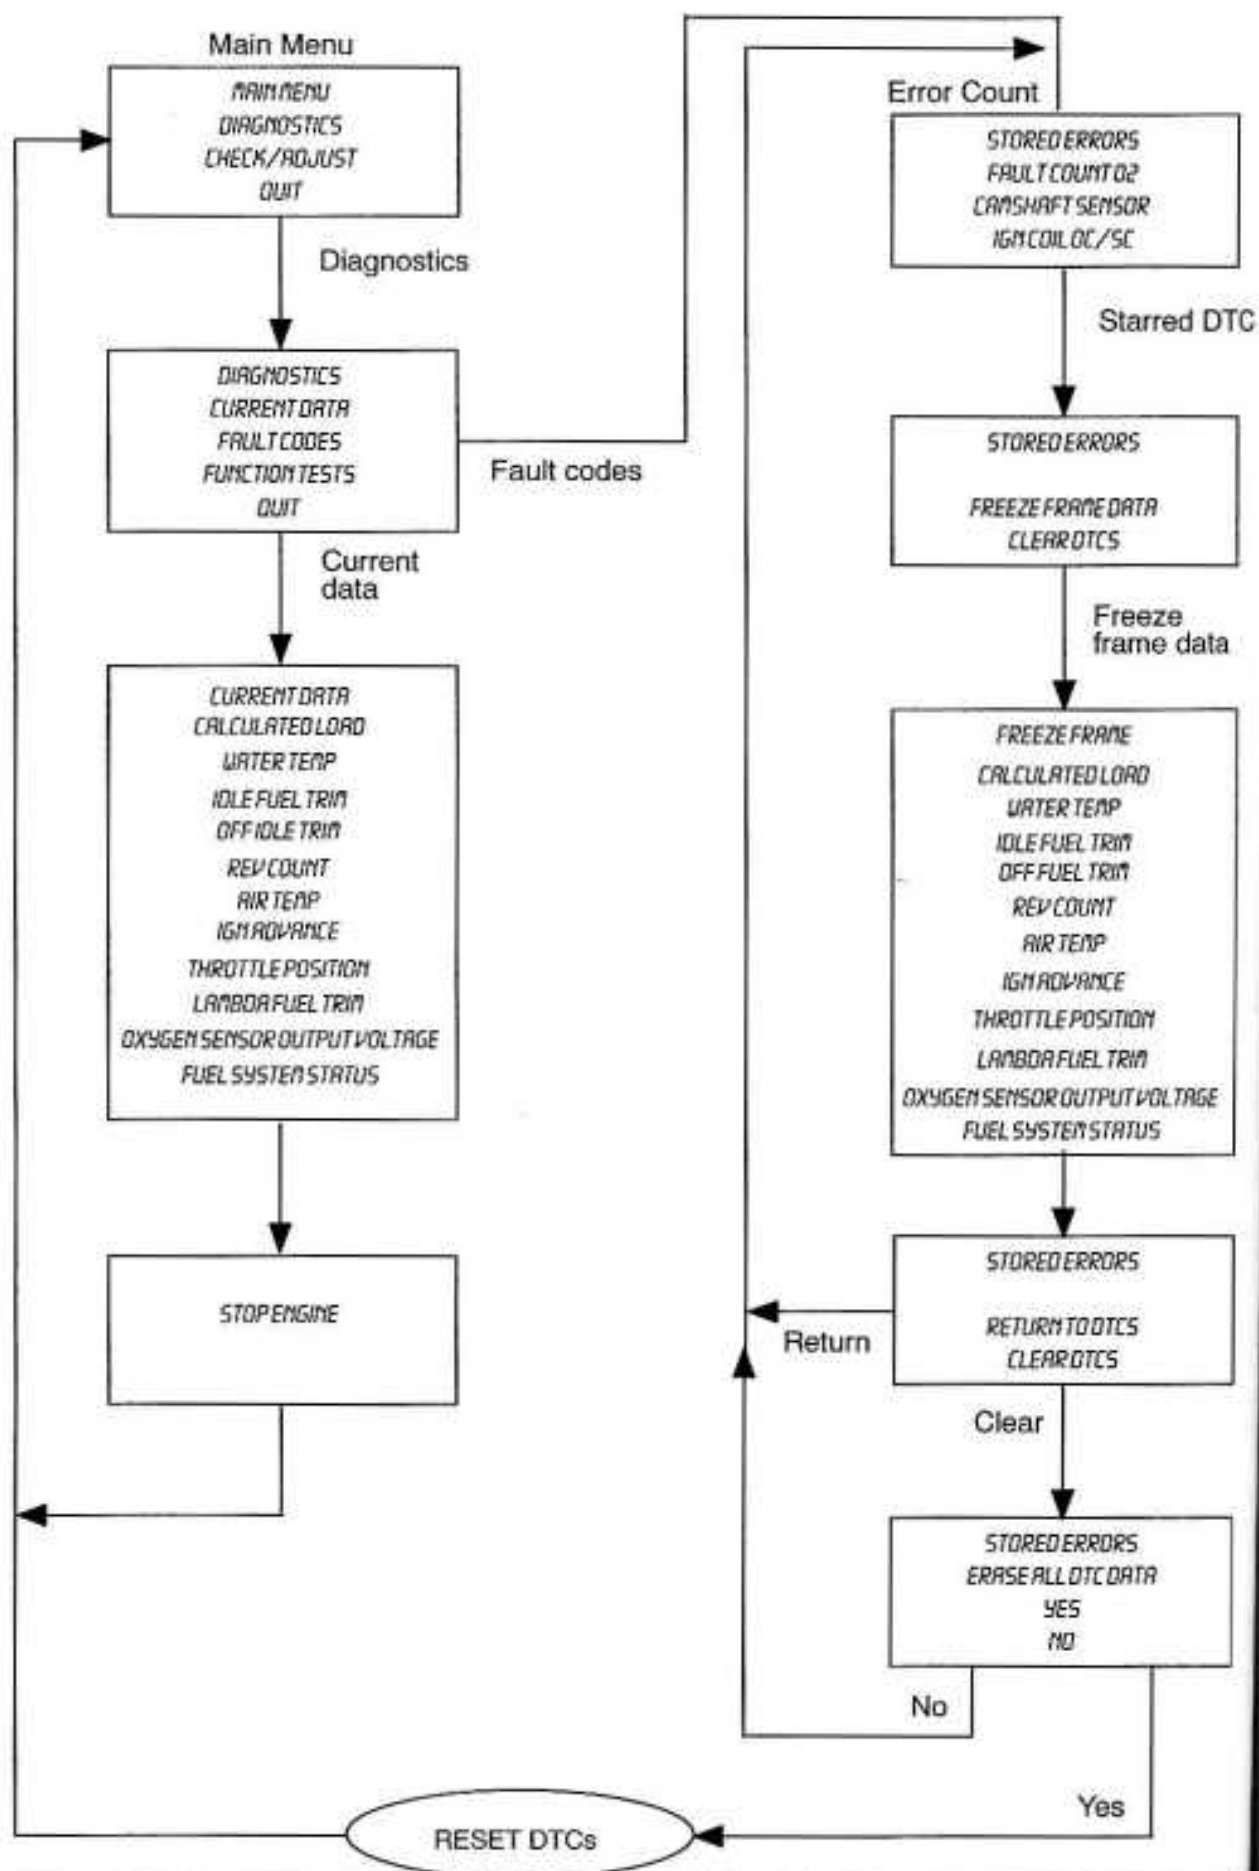 Main Menu
MAIN MENU
DIAGNOSTICS
CHECK/ADJUST
QUIT
Diagnostics
DIAGNOSTICS
CURRENT DATA
FAULT CODES
FUNCTION TESTS
QUIT
Fault codes
Current
data
CURRENT DATA
CALCULATED LOAD
WATER TEMP
IDLE FUEL TRIM
OFF IDLE TRIM
REV COUNT
AIR TEMP
IGN ADVANCE
THROTTLE POSITION
LAMBDA FUEL TRIM
OXYGEN SENSOR OUTPUT VOLTAGE
FUEL SYSTEM STATUS
STOP ENGINE
Error Count
STORED ERRORS
FAULT COUNT 02
CAMSHAFT SENSOR
IGN COIL OC/SC
Starred DTC
STORED ERRORS
FREEZE FRAME DATA
CLEAR DTCS
Freeze
frame data
FREEZE FRAME
CALCULATED LOAD
WATER TEMP
IDLE FUEL TRIM
OFF FUEL TRIM
REV COUNT
AIR TEMP
IGN ADVANCE
THROTTLE POSITION
LAMBDA FUEL TRIM
OXYGEN SENSOR OUTPUT VOLTAGE
FUEL SYSTEM STATUS
STORED ERRORS
RETURN TO DTCS
CLEAR DTCS
Return
Clear
STORED ERRORS
ERASE ALL DTC DATA
YES
NO
No
Yes
RESET DTCs